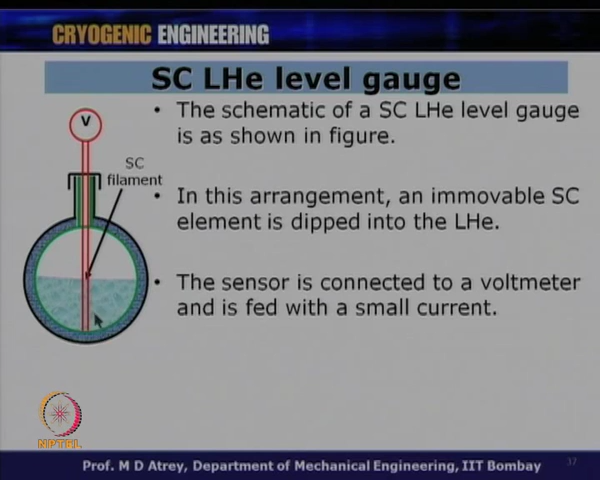 CRYOGENIC ENGINEERING
SC LHe level gauge
V
SC
filament
• The schematic of a SC LHe level gauge
is as shown in figure.
• In this arrangement, an immovable SC
element is dipped into the LHe.
• The sensor is connected to a voltmeter
and is fed with a small current.
NPTEL
Prof. M D Atrey, Department of Mechanical Engineering, IIT Bombay
37